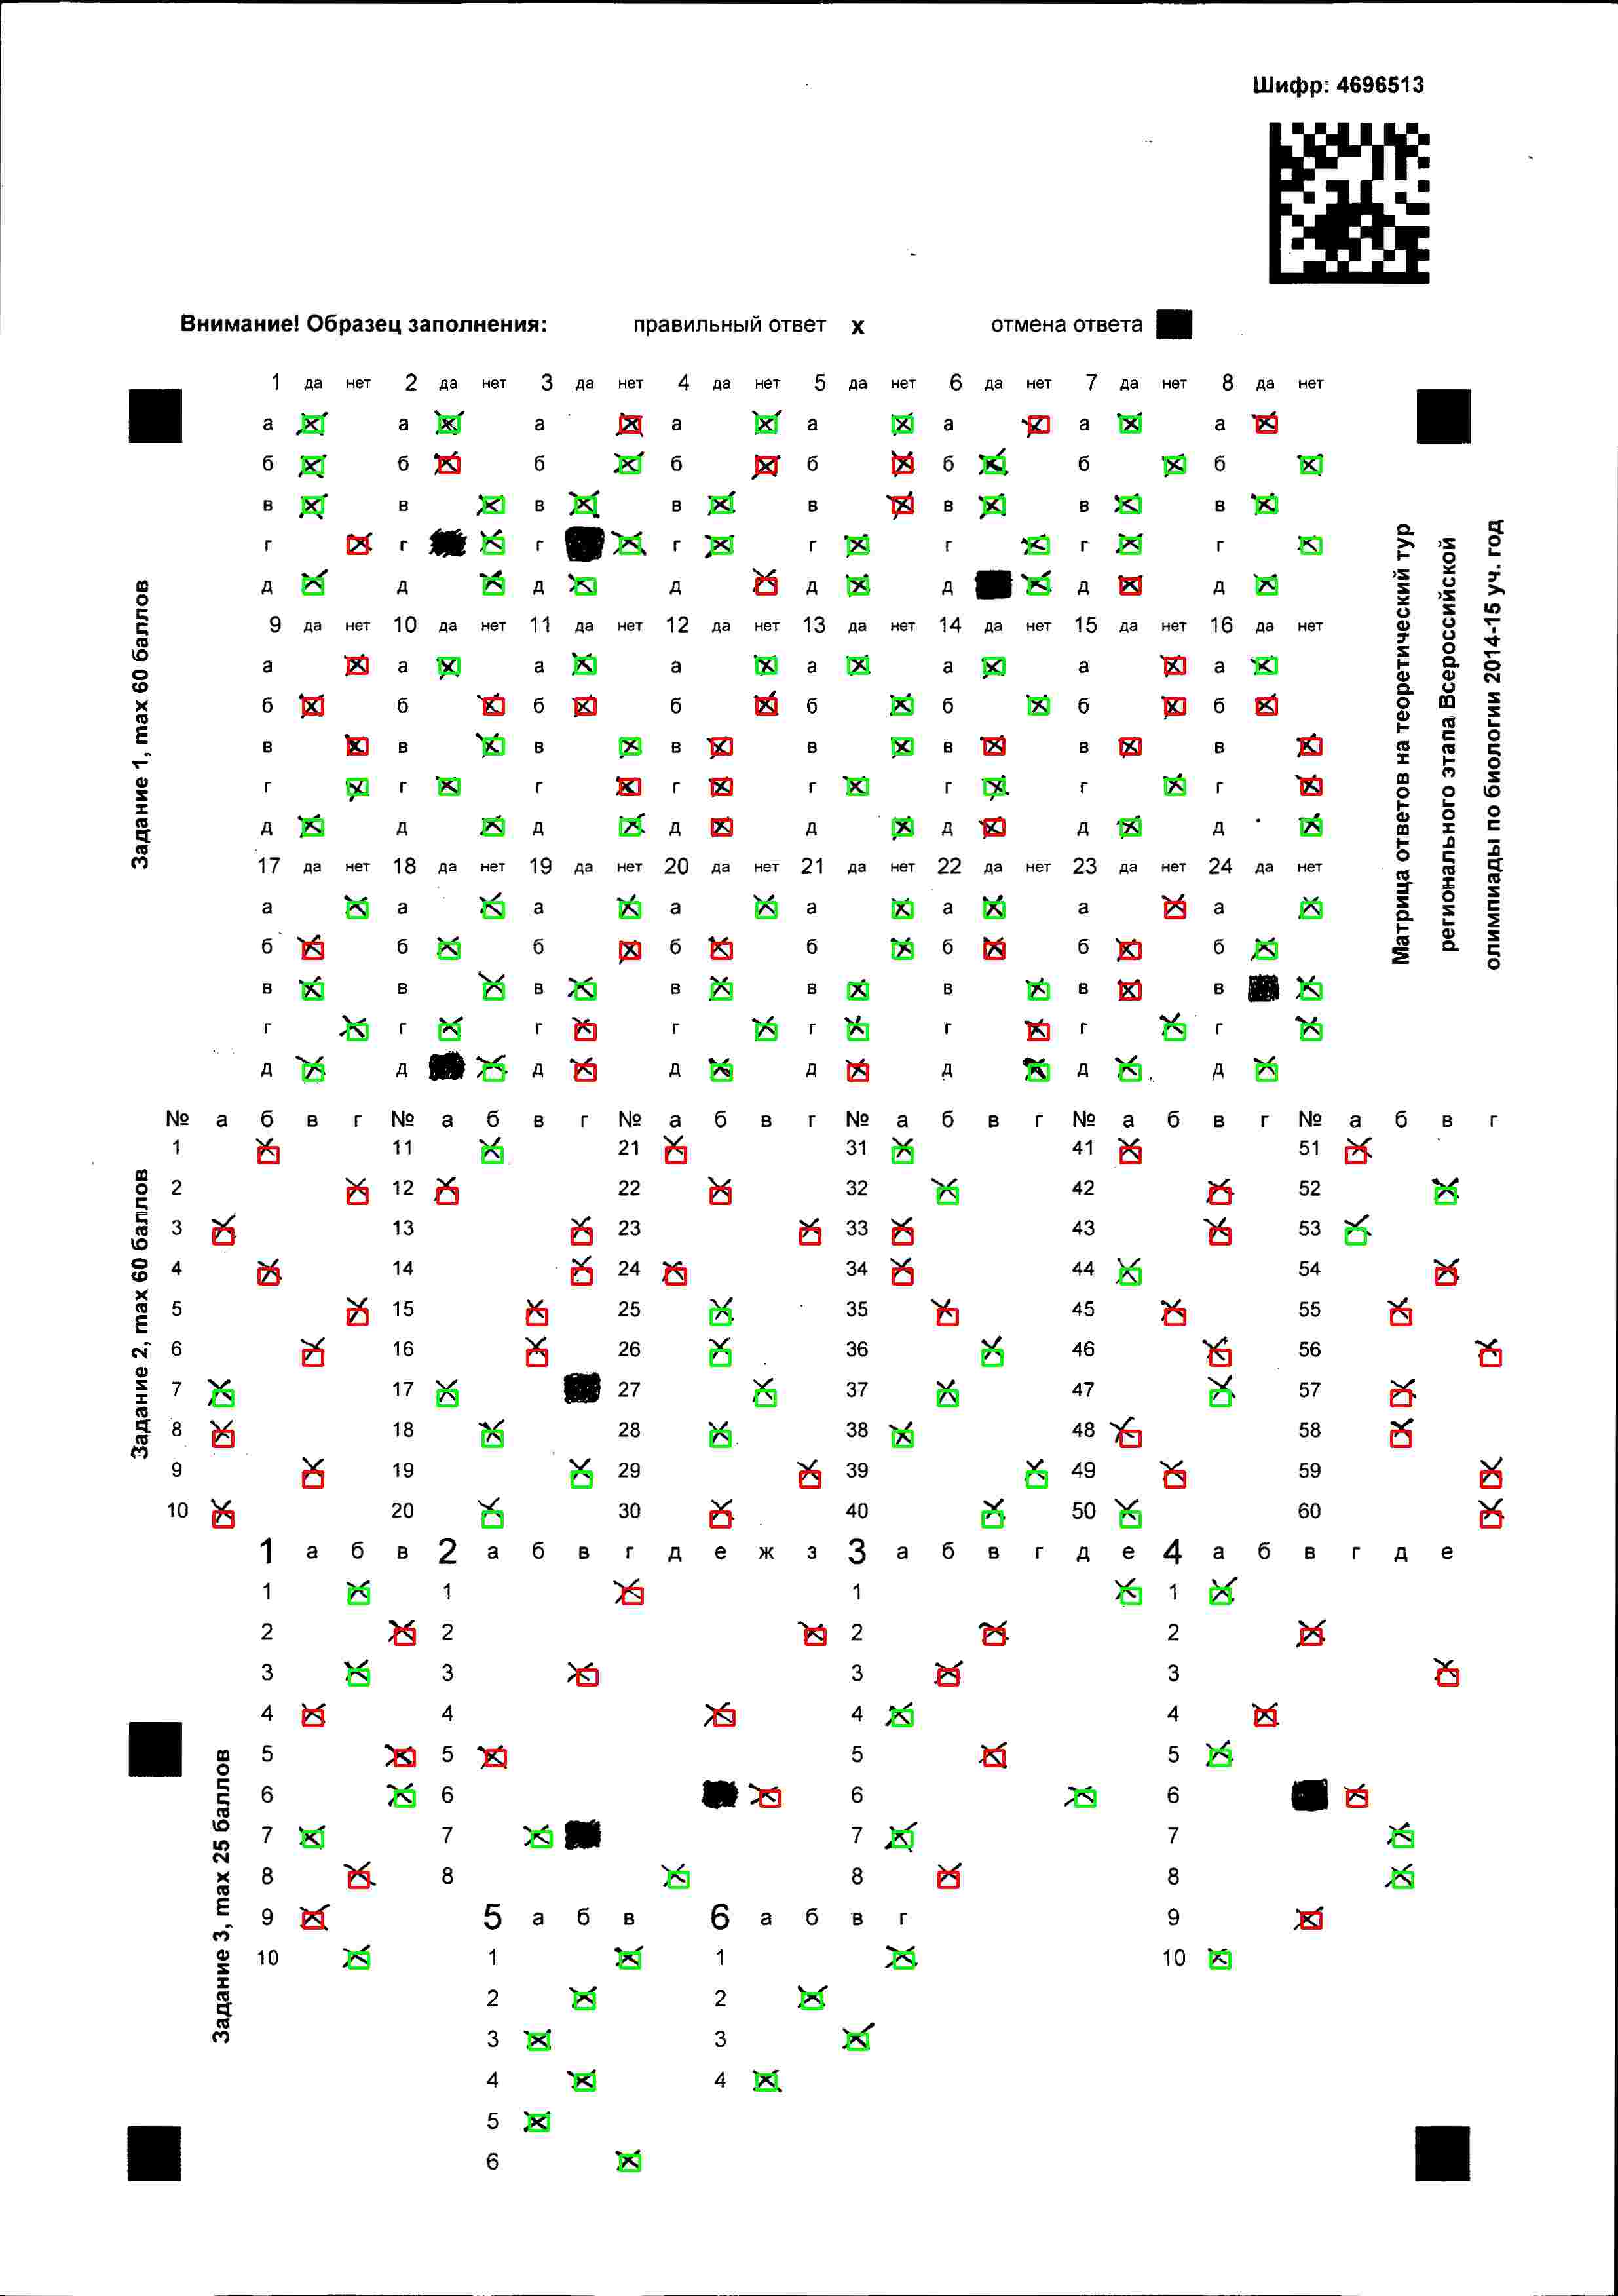 Шифр: 4696513
Внимание! Образец заполнения: правильный ответ х отмена ответа
Задание 1, max 60 баллов
1 да нет 2 да нет 3 да нет 4 да нет 5 да нет 6 да нет 7 да нет 8 да нет
а а а а а а а а
б б б б б б б б
в в в в в в в в
г г г г г г г г
д д д д д д д д
9 да нет 10 да нет 11 да нет 12 да нет 13 да нет 14 да нет 15 да нет 16 да нет
а а а а а а а а
б б б б б б б б
в в в в в в в в
г г г г г г г г
д д д д д д д д
17 да нет 18 да нет 19 да нет 20 да нет 21 да нет 22 да нет 23 да нет 24 да нет
а а а а а а а а
б б б б б б б б
в в в в в в в в
г г г г г г г г
д д д д д д д д
Матрица ответов на теоретический тур
регионального этапа Всероссийской
олимпиады по биологии 2014-15 уч. год
Задание 2, max 60 баллов
№ а б в г № а б в г № а б в г № а б в г № а б в г № а б в г
1 11 21 31 41 51
2 12 22 32 42 52
3 13 23 33 43 53
4 14 24 34 44 54
5 15 25 35 45 55
6 16 26 36 46 56
7 17 27 37 47 57
8 18 28 38 48 58
9 19 29 39 49 59
10 20 30 40 50 60
Задание 3, max 25 баллов
1 а б в 2 а б в г д е ж з 3 а б в г д е 4 а б в г д е
1 1 1 1
2 2 2 2
3 3 3 3
4 4 4 4
5 5 5 5
6 6 6 6
7 7 7 7
8 8 8 8
9 5 а б в 6 а б в г 9
10 1 1 10
2 2
3 3
4 4
5
6